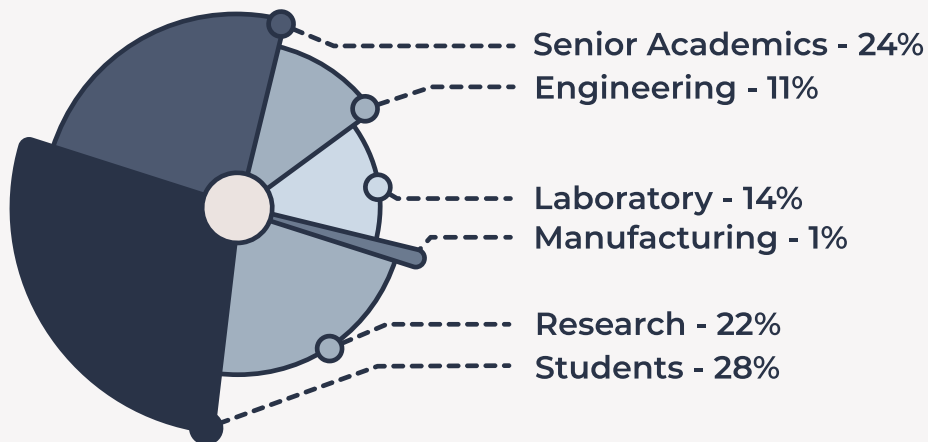 Senior Academics - 24%
Engineering - 11%
Laboratory - 14%
Manufacturing - 1%
Research - 22%
Students - 28%